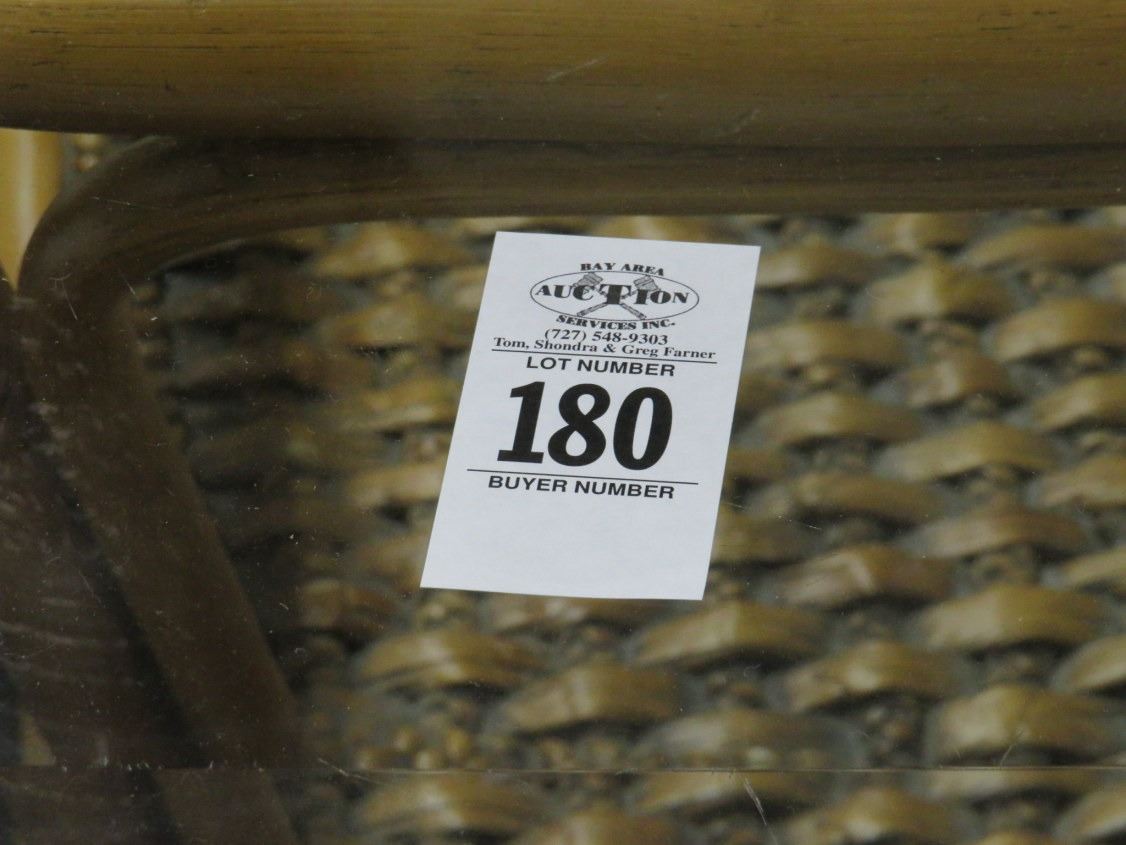 BAY AREA
AUCTION
SERVICES INC.
(727) 548-9303
Tom, Shondra & Greg Farner
LOT NUMBER
180
BUYER NUMBER